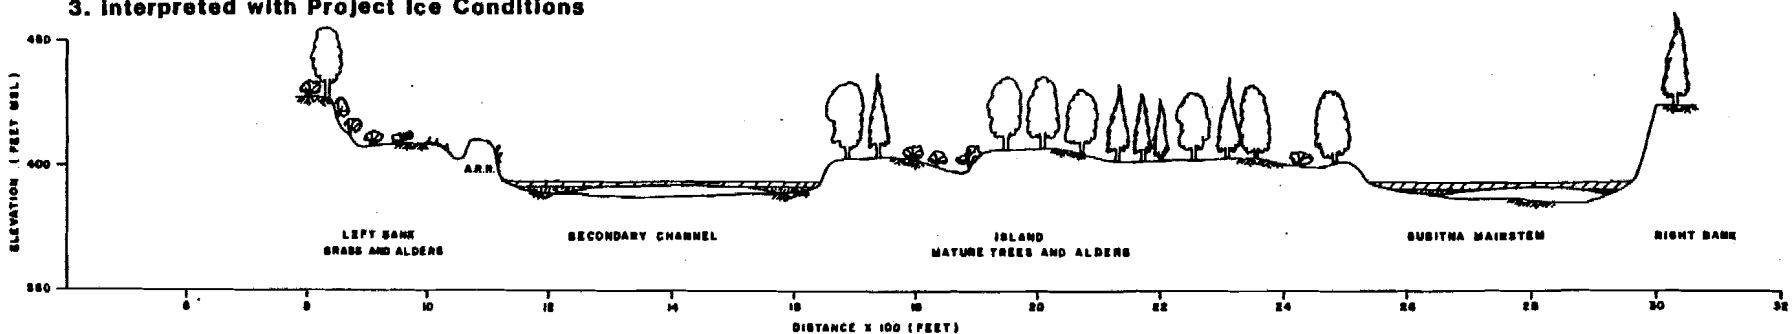 3. Interpreted with Project Ice Conditions
450
400
350
ELEVATION (FEET MSL)
A.R.R.
LEFT BANK
GRASS AND ALDERS
SECONDARY CHANNEL
ISLAND
MATURE TREES AND ALDERS
SUSITNA MAINSTEM
RIGHT BANK
6 8 10 12 14 16 18 20 22 24 26 28 30 32
DISTANCE X 100 (FEET)